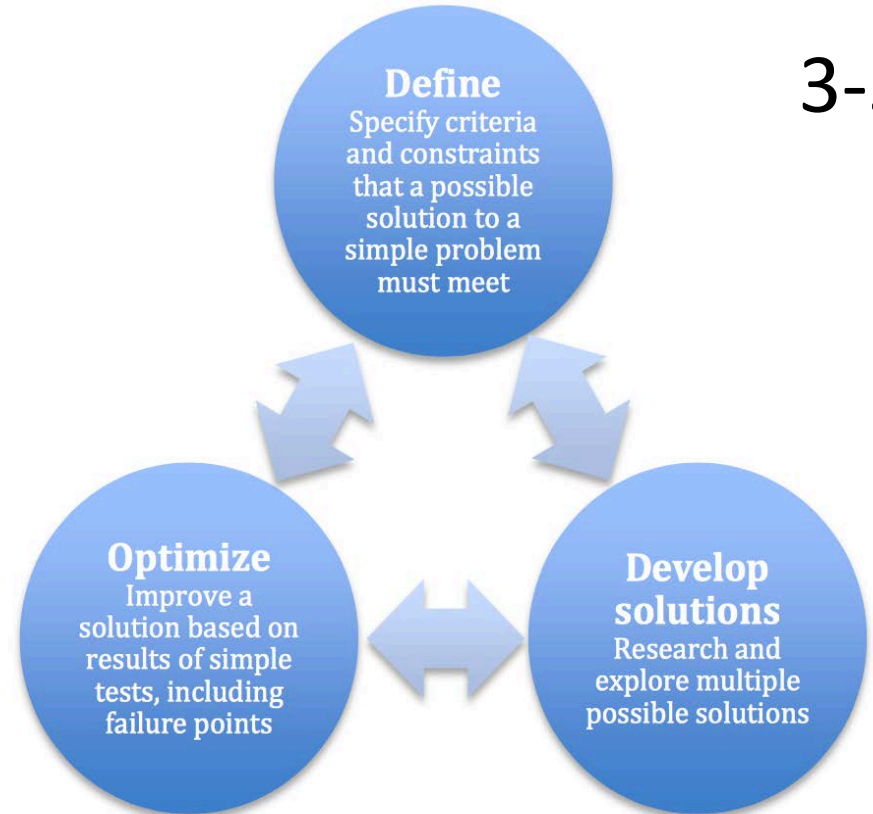 3-
Define
Specify criteria
and constraints
that a possible
solution to a
simple problem
must meet
Optimize
Improve a
solution based on
results of simple
tests, including
failure points
Develop
solutions
Research and
explore multiple
possible solutions